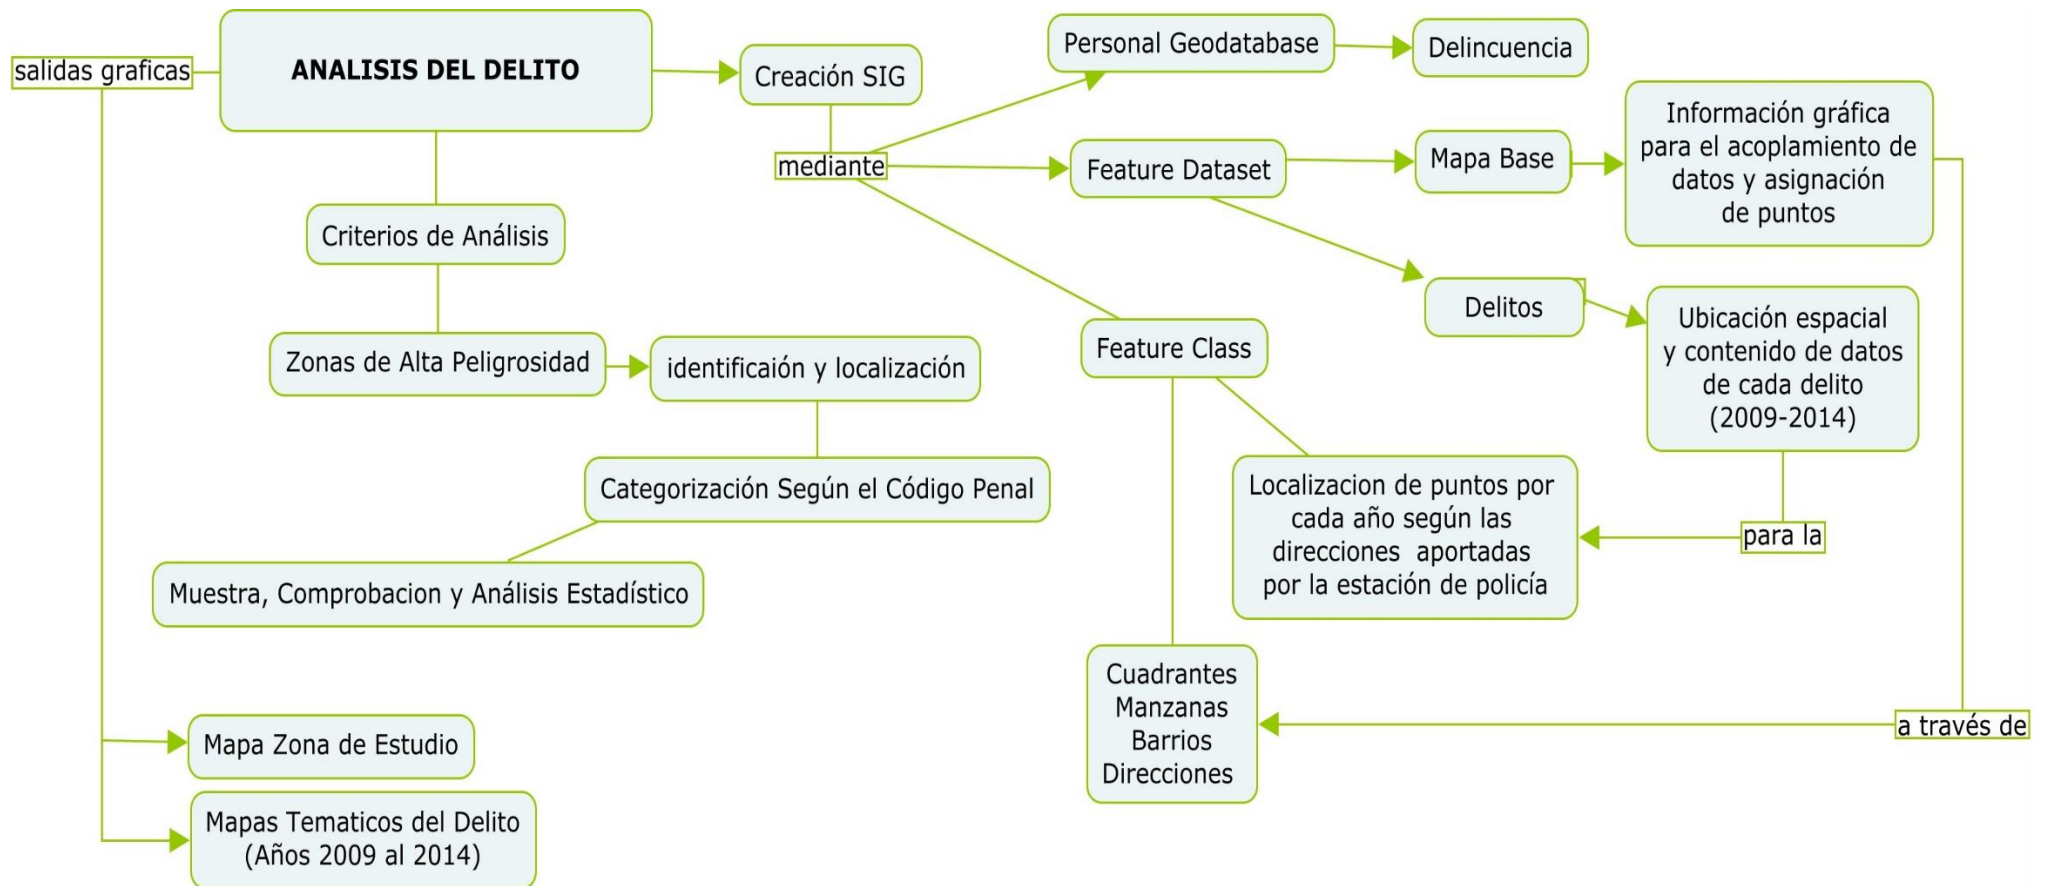 salidas graficas
ANALISIS DEL DELITO
Creación SIG
mediante
Personal Geodatabase
Delincuencia
Feature Dataset
Mapa Base
Información gráfica
para el acoplamiento de
datos y asignación
de puntos
Delitos
Ubicación espacial
y contenido de datos
de cada delito
(2009-2014)
para la
Feature Class
Localizacion de puntos por
cada año según las
direcciones aportadas
por la estación de policía
Cuadrantes
Manzanas
Barrios
Direcciones
a través de
Criterios de Análisis
Zonas de Alta Peligrosidad
identificaión y localización
Categorización Según el Código Penal
Muestra, Comprobacion y Análisis Estadístico
Mapa Zona de Estudio
Mapas Tematicos del Delito
(Años 2009 al 2014)